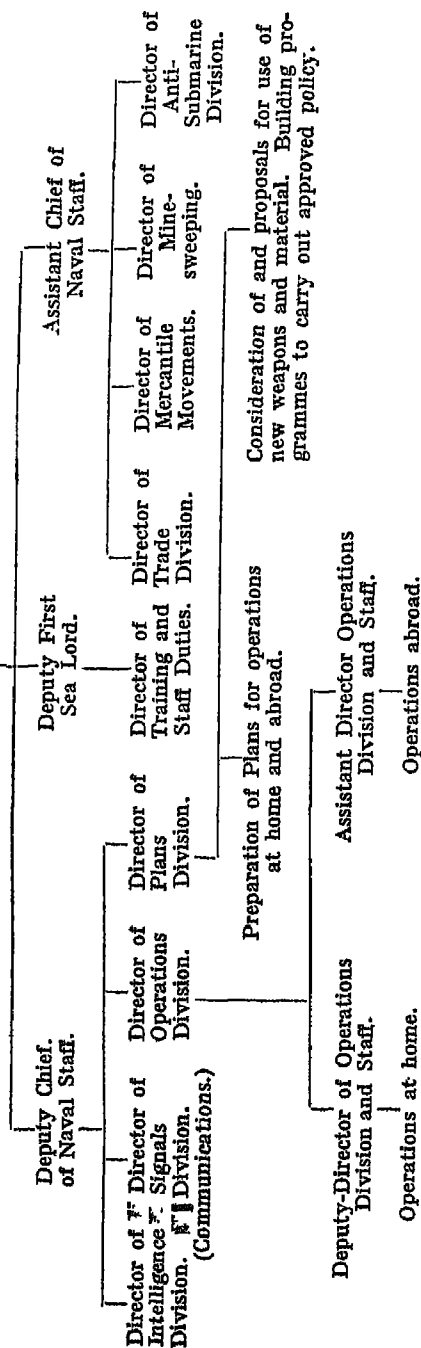 Deputy Chief.
of Naval Staff.
Deputy First
Sea Lord.
Assistant Chief of
Naval Staff.
Director of
Intelligence
Division.
Director of
Signals
Division.
(Communications.)
Director of
Operations
Division.
Director of
Plans
Division.
Director of
Training and
Staff Duties.
Director of
Trade
Division.
Director of
Mercantile
Movements.
Director of
Mine-
sweeping.
Director of
Anti-
Submarine
Division.
Preparation of Plans for operations
at home and abroad.
Consideration of and proposals for use of
new weapons and material. Building pro-
grammes to carry out approved policy.
Deputy-Director of Operations
Division and Staff.
Operations at home.
Assistant Director Operations
Division and Staff.
Operations abroad.